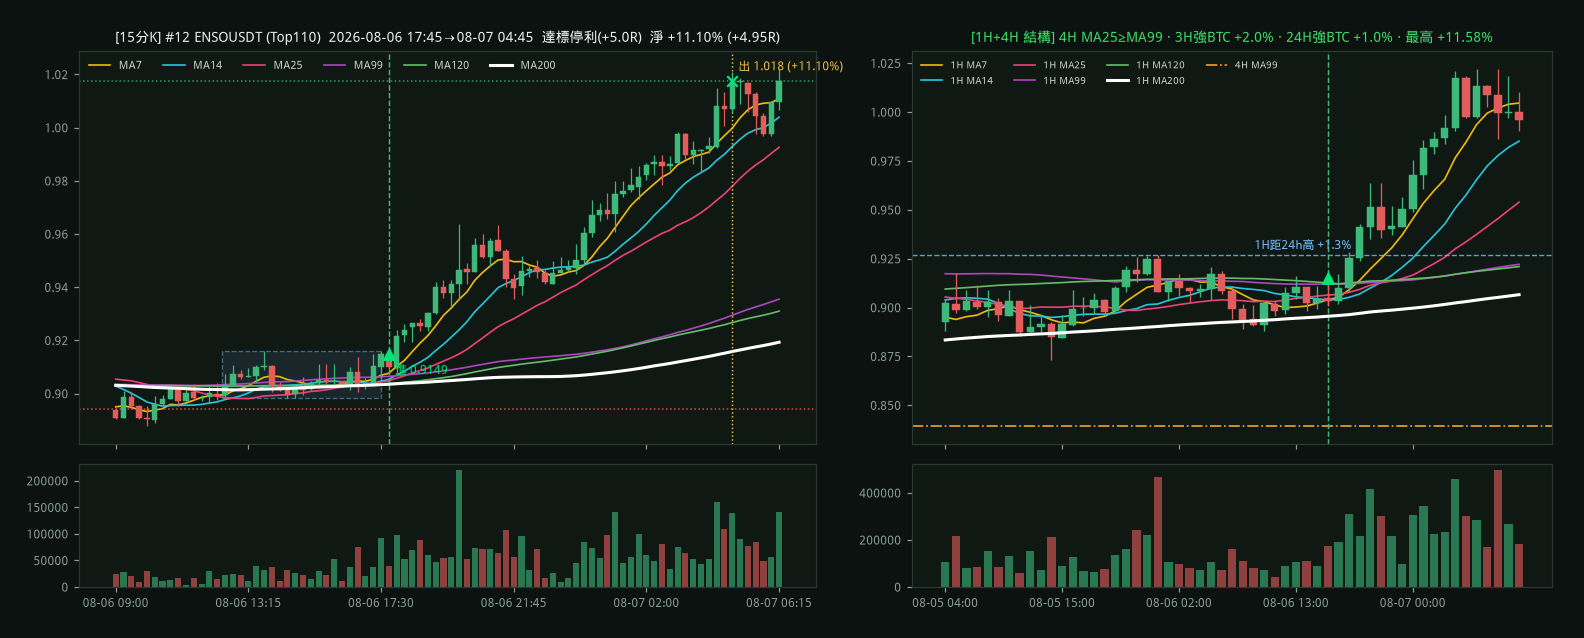 [15分K] #12 ENSOUSDT (Top110)  2026-08-06 17:45→08-07 04:45  達標停利(+5.0R)  淨 +11.10% (+4.95R)
MA7 MA14 MA25 MA99 MA120 MA200
出 1.018 (+11.10%)
1.02
1.00
0.98
0.96
0.94
0.92
0.90
0.9149
200000
150000
100000
50000
0
08-06 09:00 08-06 13:15 08-06 17:30 08-06 21:45 08-07 02:00 08-07 06:15
[1H+4H 結構] 4H MA25≥MA99 · 3H強BTC +2.0% · 24H強BTC +1.0% · 最高 +11.58%
1H MA7 1H MA25 1H MA120 4H MA99
1H MA14 1H MA99 1H MA200
1.025
1.000
0.975
0.950
0.925
0.900
0.875
0.850
1H距24h高 +1.3%
400000
200000
0
08-05 04:00 08-05 15:00 08-06 02:00 08-06 13:00 08-07 00:00